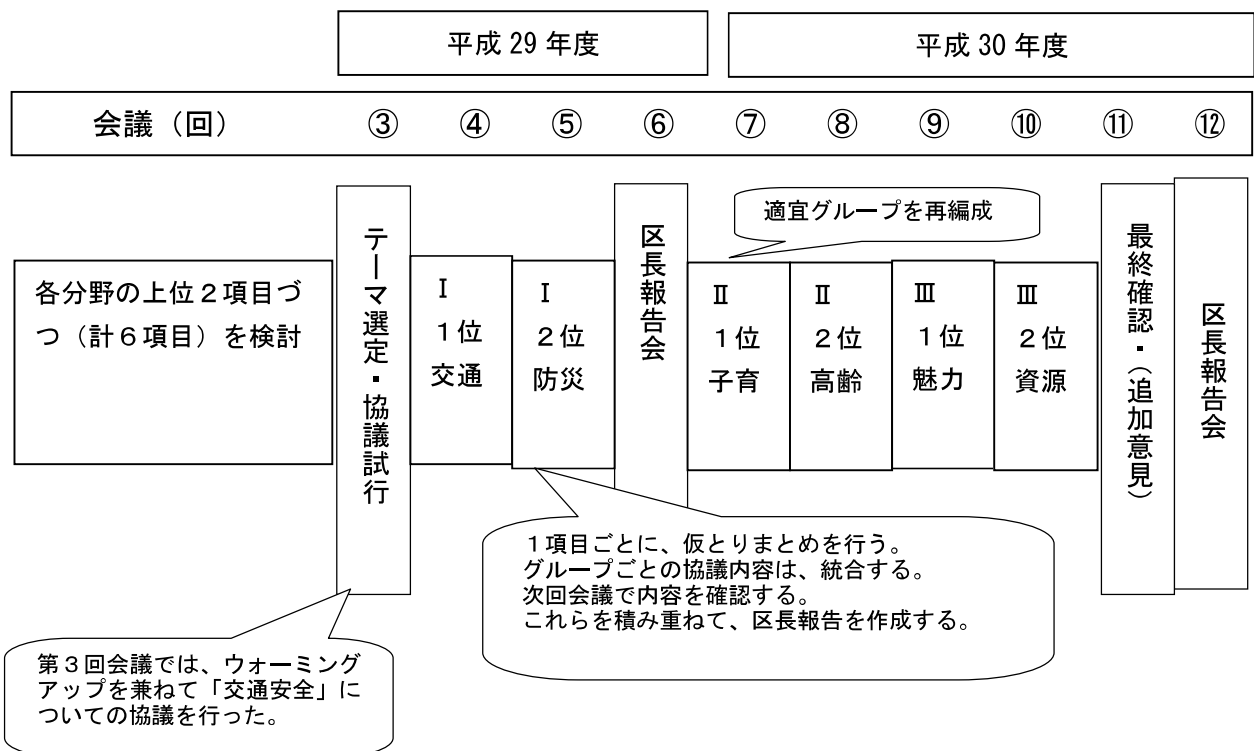 平成 29 年度
平成 30 年度
会議（回）
③
④
⑤
⑥
⑦
⑧
⑨
⑩
⑪
⑫
適宜グループを再編成
各分野の上位２項目づ
つ（計６項目）を検討
テーマ選定・協議試行
Ⅰ
１位
交通
Ⅰ
２位
防災
区長報告会
Ⅱ
１位
子育
Ⅱ
２位
高齢
Ⅲ
１位
魅力
Ⅲ
２位
資源
最終確認・（追加意見）
区長報告会
１項目ごとに、仮とりまとめを行う。
グループごとの協議内容は、統合する。
次回会議で内容を確認する。
これらを積み重ねて、区長報告を作成する。
第３回会議では、ウォーミング
アップを兼ねて「交通安全」に
ついての協議を行った。